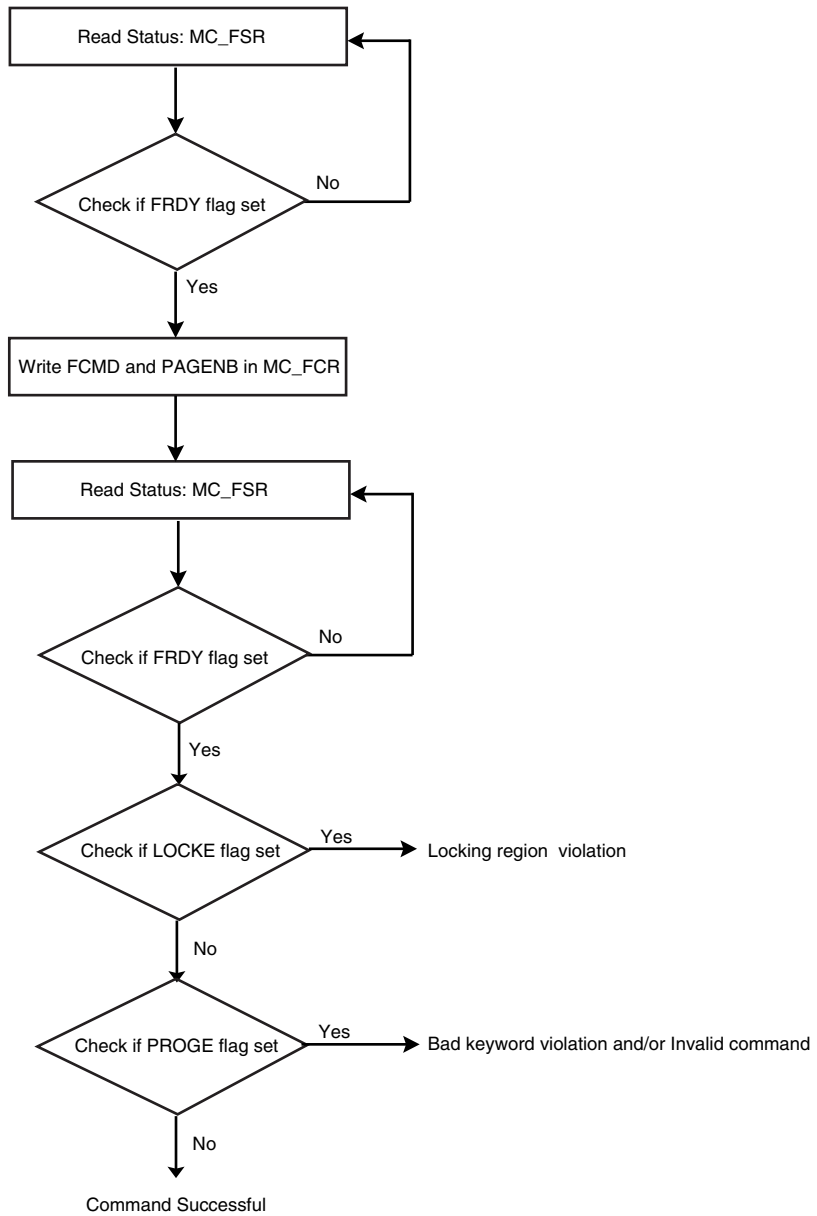 Read Status: MC_FSR
No
Check if FRDY flag set
Yes
Write FCMD and PAGENB in MC_FCR
Read Status: MC_FSR
No
Check if FRDY flag set
Yes
Yes
Check if LOCKE flag set
Locking region violation
No
Yes
Check if PROGE flag set
Bad keyword violation and/or Invalid command
No
Command Successful